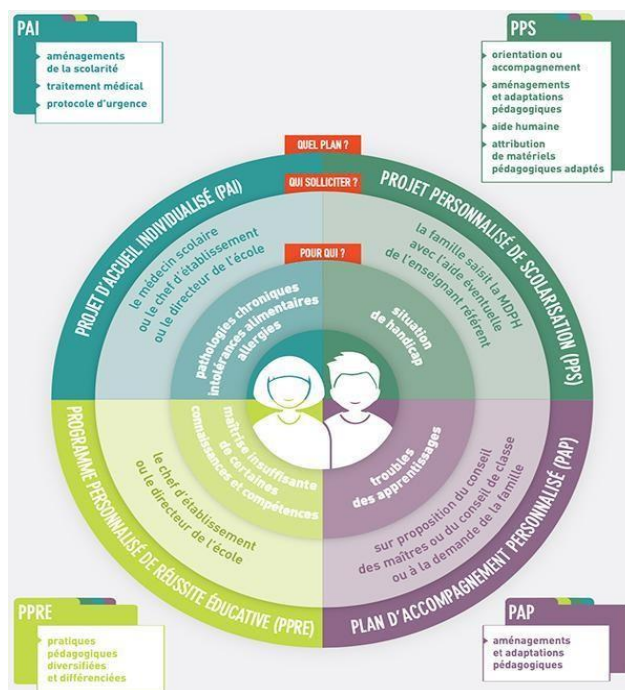 PAI
aménagements
de la scolarité
traitement médical
protocole d'urgence
PPS
orientation ou
accompagnement
aménagements
et adaptations
pédagogiques
aide humaine
attribution
de matériels
pédagogiques adaptés
QUEL PLAN ?
QUI SOLLICITER ?
POUR QUI ?
PROJET D'ACCUEIL INDIVIDUALISÉ (PAI)
le médecin scolaire
ou le chef d'établissement
ou le directeur de l'école
pathologies chroniques
intolérances alimentaires
allergies
PROJET PERSONNALISÉ DE SCOLARISATION (PPS)
la famille saisit la MDPH
avec l'aide éventuelle
de l'enseignant référent
situation
de handicap
PROGRAMME PERSONNALISÉ DE RÉUSSITE ÉDUCATIVE (PPRE)
le chef d'établissement
ou le directeur de l'école
maîtrise insuffisante
de certaines
connaissances et compétences
PLAN D'ACCOMPAGNEMENT PERSONNALISÉ (PAP)
sur proposition du conseil
des maîtres ou du conseil de classe
ou à la demande de la famille
troubles
des apprentissages
PPRE
pratiques
pédagogiques
diversifiées
et différenciées
PAP
aménagements
et adaptations
pédagogiques